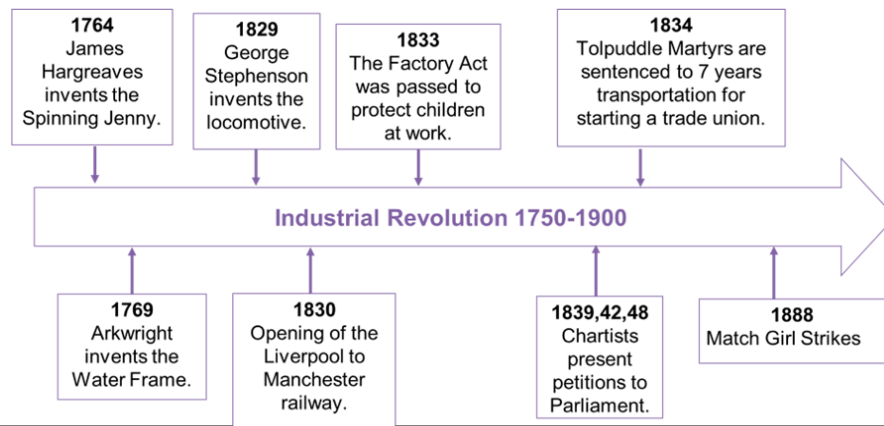 1764
James
Hargreaves
invents the
Spinning Jenny.
1829
George
Stephenson
invents the
locomotive.
1833
The Factory Act
was passed to
protect children
at work.
1834
Tolpuddle Martyrs are
sentenced to 7 years
transportation for
starting a trade union.
Industrial Revolution 1750-1900
1769
Arkwright
invents the
Water Frame.
1830
Opening of the
Liverpool to
Manchester
railway.
1839,42,48
Chartists
present
petitions to
Parliament.
1888
Match Girl Strikes